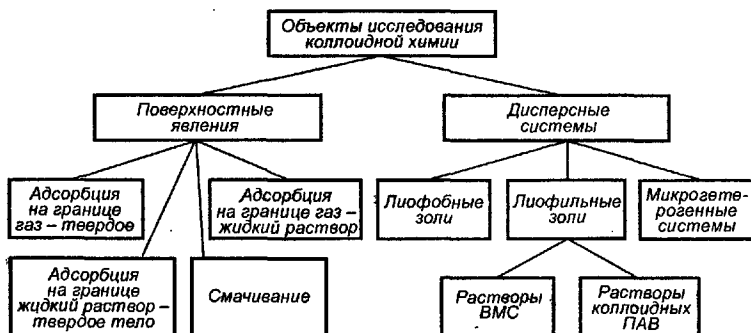 Объекты исследования
коллоидной химии
Поверхностные
явления
Дисперсные
системы
Адсорбция
на границе
газ – твердое
Адсорбция
на границе газ –
жидкий раствор
Лиофобные
золи
Лиофильные
золи
Микрогете-
рогенные
системы
Адсорбция
на границе
жидкий раствор –
твердое тело
Смачивание
Растворы
ВМС
Растворы
коллоидных
ПАВ